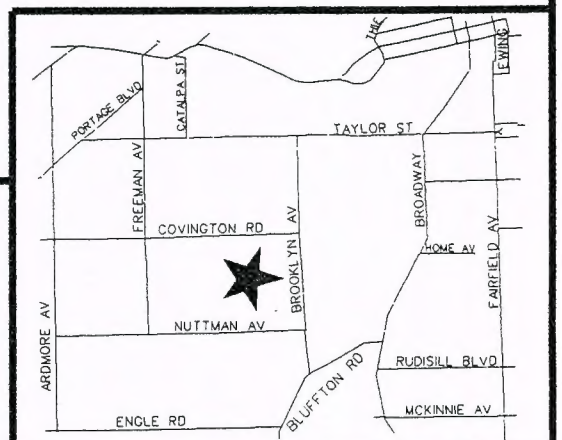 THIE
EWING
PORTAGE BLVD
CATALPA ST
TAYLOR ST
FREEMAN AV
BROADWAY
COVINGTON RD
BROOKLYN AV
HOME AV
FAIRFIELD AV
ARDMORE AV
NUTTMAN AV
BLUFFTON RD
RUDISILL BLVD
MCKINNIE AV
ENGLE RD